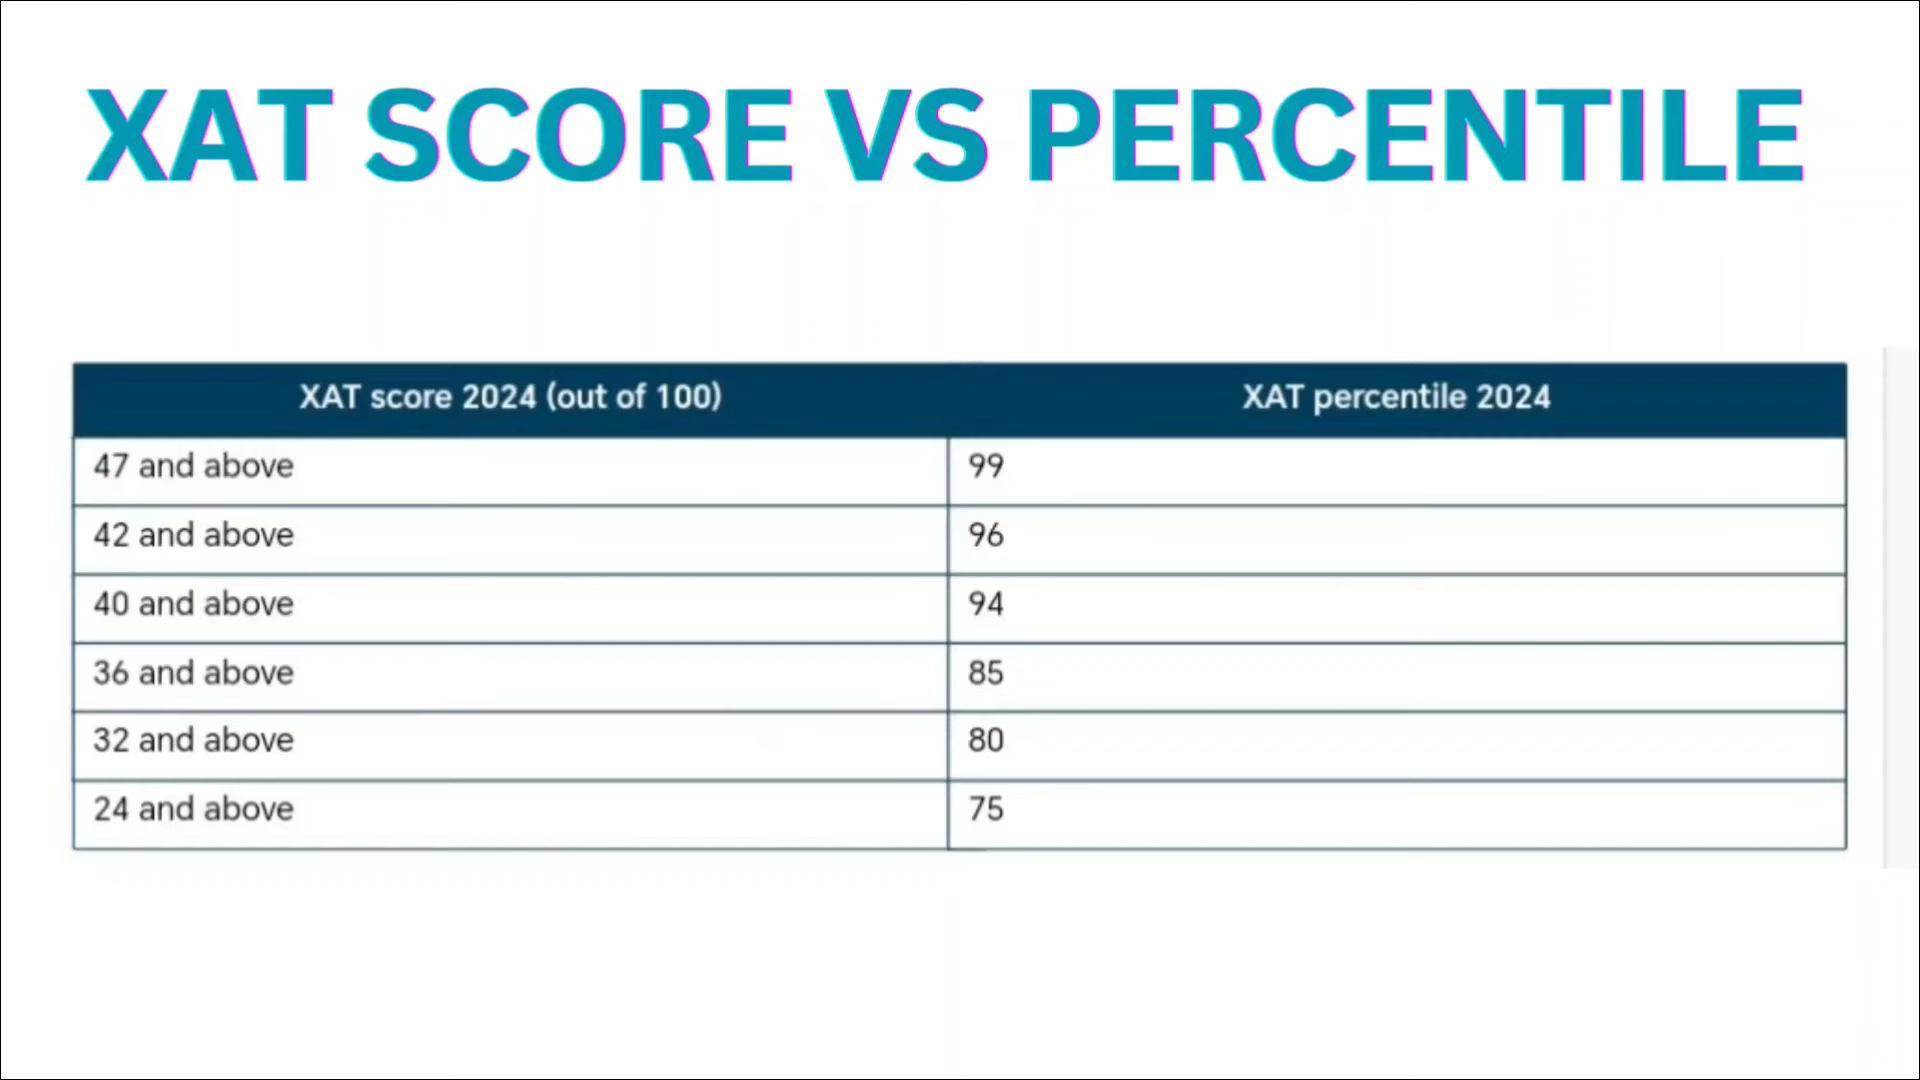 XAT SCORE VS PERCENTILE
XAT score 2024 (out of 100) XAT percentile 2024
47 and above 99
42 and above 96
40 and above 94
36 and above 85
32 and above 80
24 and above 75